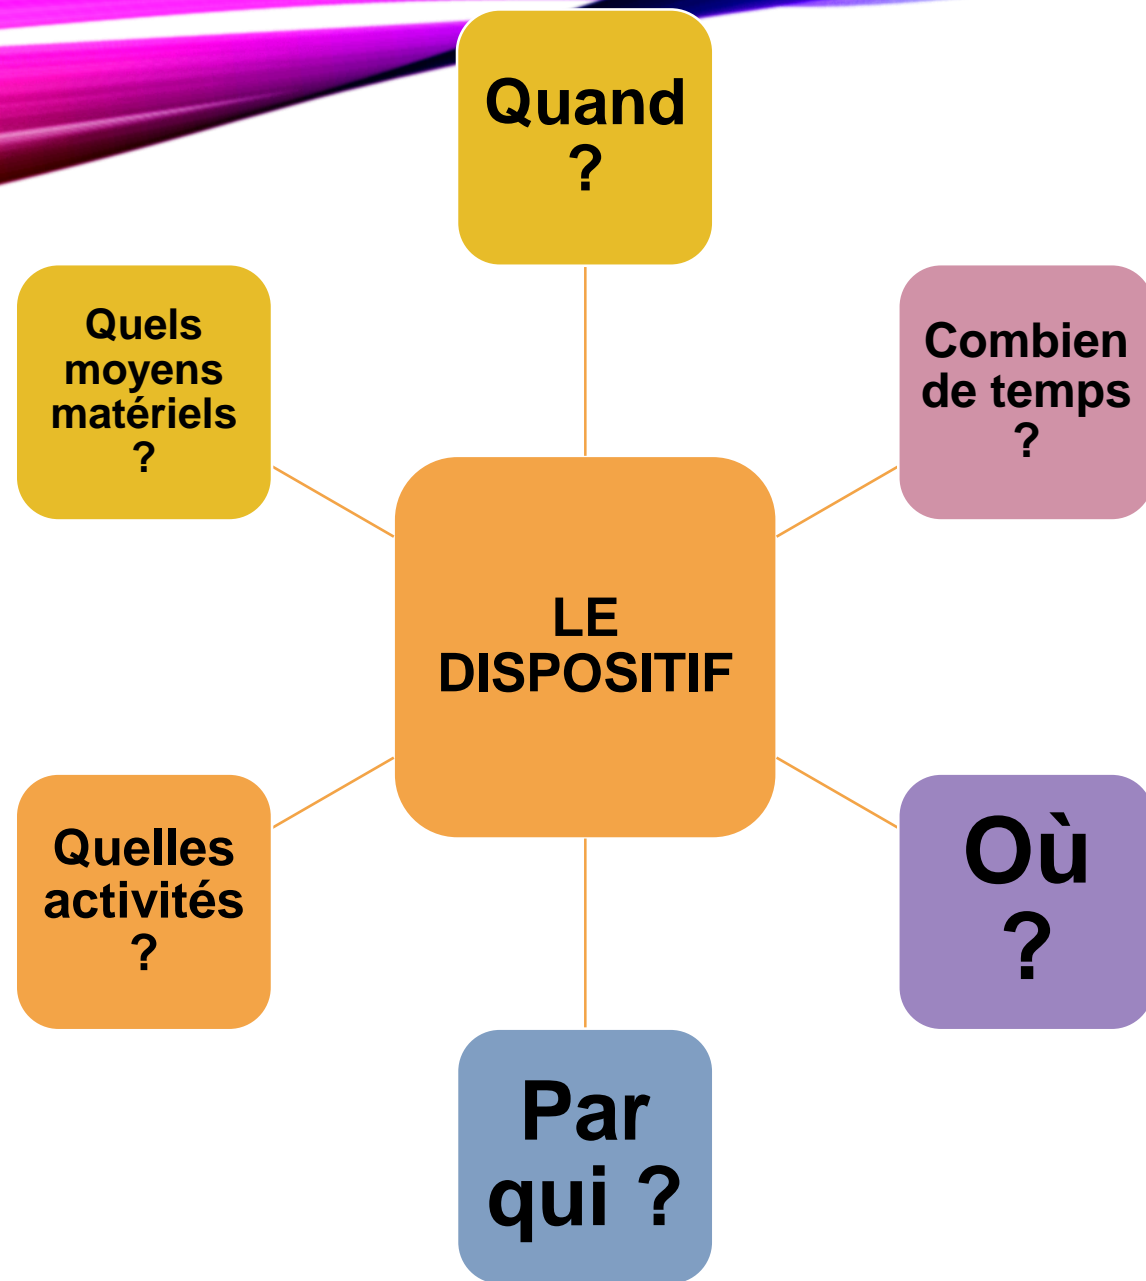 Quand
?
Combien
de temps
?
Où
?
Par
qui ?
Quelles
activités
?
Quels
moyens
matériels
?
LE
DISPOSITIF